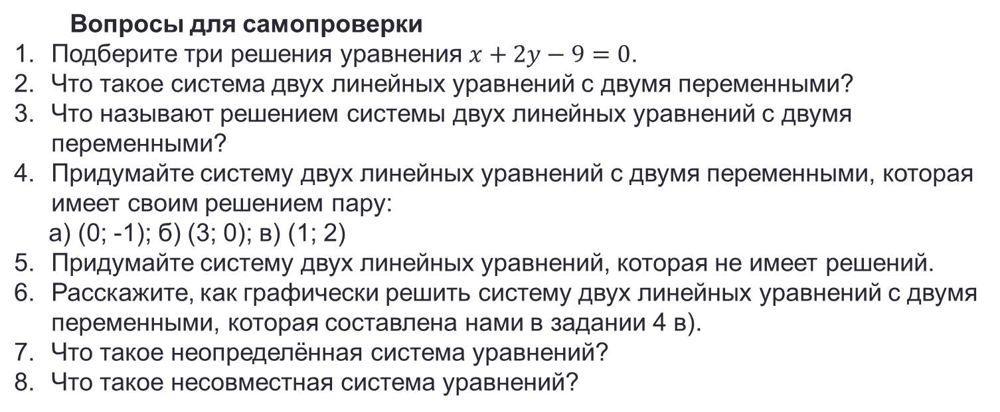 Вопросы для самопроверки
1. Подберите три решения уравнения x + 2y − 9 = 0.
2. Что такое система двух линейных уравнений с двумя переменными?
3. Что называют решением системы двух линейных уравнений с двумя
переменными?
4. Придумайте систему двух линейных уравнений с двумя переменными, которая
имеет своим решением пару:
а) (0; -1); б) (3; 0); в) (1; 2)
5. Придумайте систему двух линейных уравнений, которая не имеет решений.
6. Расскажите, как графически решить систему двух линейных уравнений с двумя
переменными, которая составлена нами в задании 4 в).
7. Что такое неопределённая система уравнений?
8. Что такое несовместная система уравнений?